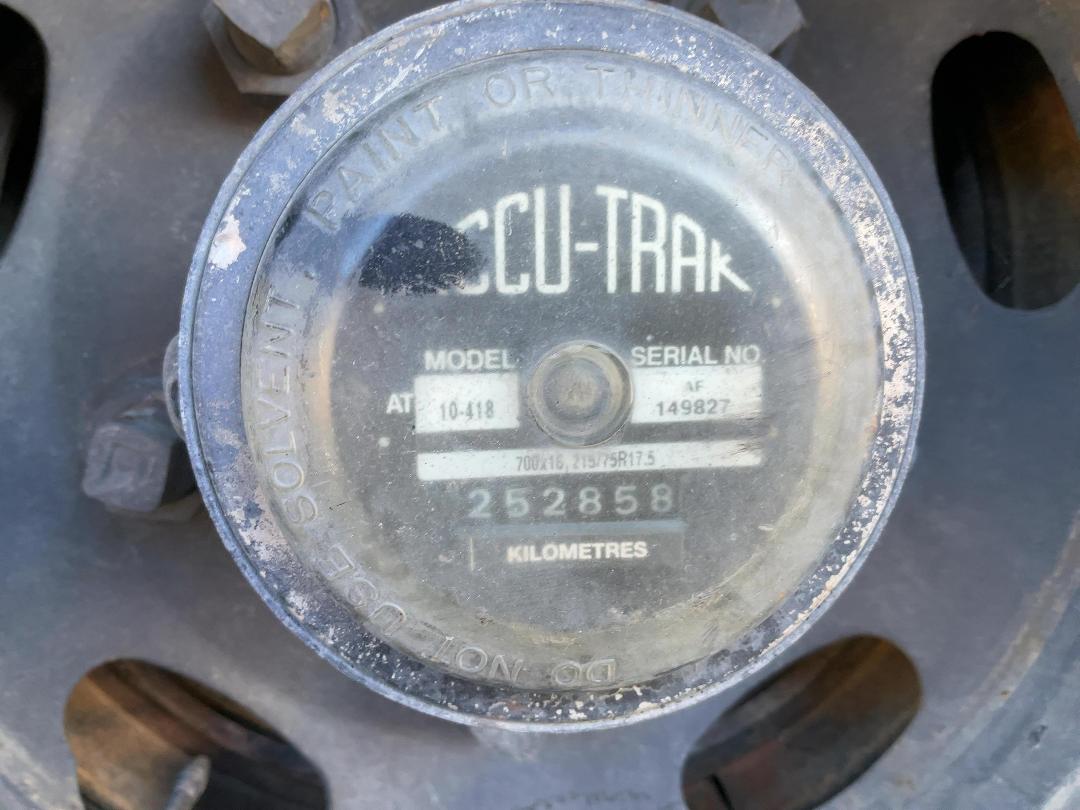 DO NOT USE SOLVENT PAINT OR THINNER
ACCU-TRAK
MODEL
SERIAL NO
AT
10-418
AF
149827
700x16, 215/75R17.5
252858
KILOMETRES